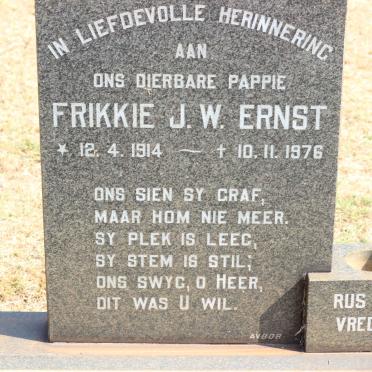 IN LIEFDEVOLLE HERINNERING
AAN
ONS DIERBARE PAPPIE
FRIKKIE J. W. ERNST
* 12. 4. 1914 ~ † 10. 11. 1976
ONS SIEN SY GRAF,
MAAR HOM NIE MEER.
SY PLEK IS LEEG,
SY STEM IS STIL;
ONS SWYG, O HEER,
DIT WAS U WIL.
AVBOB
RUS
VRED